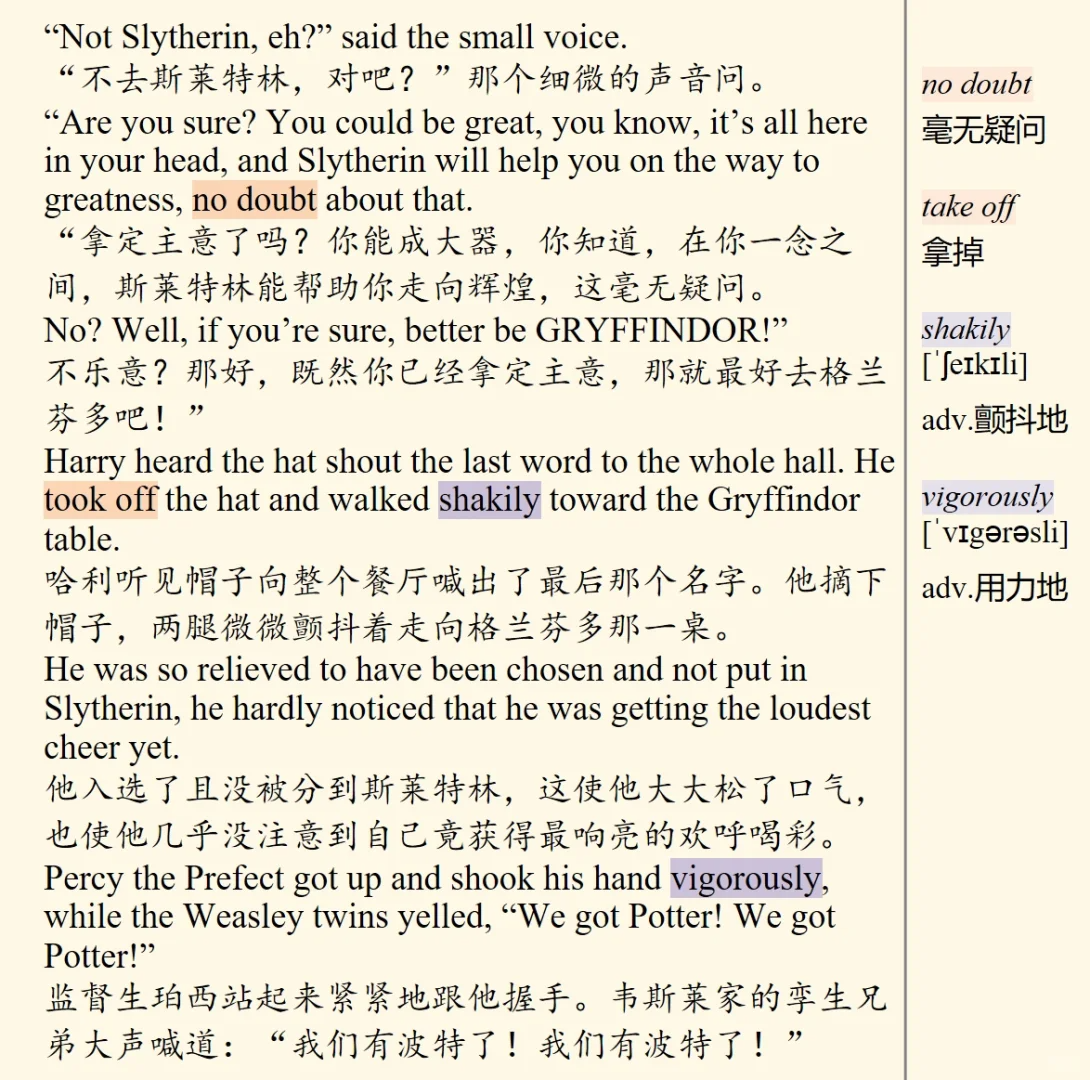 “Not Slytherin, eh?” said the small voice.
“不去斯莱特林，对吧？”那个细微的声音问。
“Are you sure? You could be great, you know, it’s all here
in your head, and Slytherin will help you on the way to
greatness, no doubt about that.
“拿定主意了吗？你能成大器，你知道，在你一念之
间，斯莱特林能帮助你走向辉煌，这毫无疑问。
No? Well, if you’re sure, better be GRYFFINDOR!”
不乐意？那好，既然你已经拿定主意，那就最好去格兰
芬多吧！”
Harry heard the hat shout the last word to the whole hall. He
took off the hat and walked shakily toward the Gryffindor
table.
哈利听见帽子向整个餐厅喊出了最后那个名字。他摘下
帽子，两腿微微颤抖着走向格兰芬多那一桌。
He was so relieved to have been chosen and not put in
Slytherin, he hardly noticed that he was getting the loudest
cheer yet.
他入选了且没被分到斯莱特林，这使他大大松了口气，
也使他几乎没注意到自己竟获得最响亮的欢呼喝彩。
Percy the Prefect got up and shook his hand vigorously,
while the Weasley twins yelled, “We got Potter! We got
Potter!”
监督生珀西站起来紧紧地跟他握手。韦斯莱家的孪生兄
弟大声喊道：“我们有波特了！我们有波特了！”
no doubt
毫无疑问
take off
拿掉
shakily
[ˈʃeɪkɪli]
adv.颤抖地
vigorously
[ˈvɪgərəsli]
adv.用力地